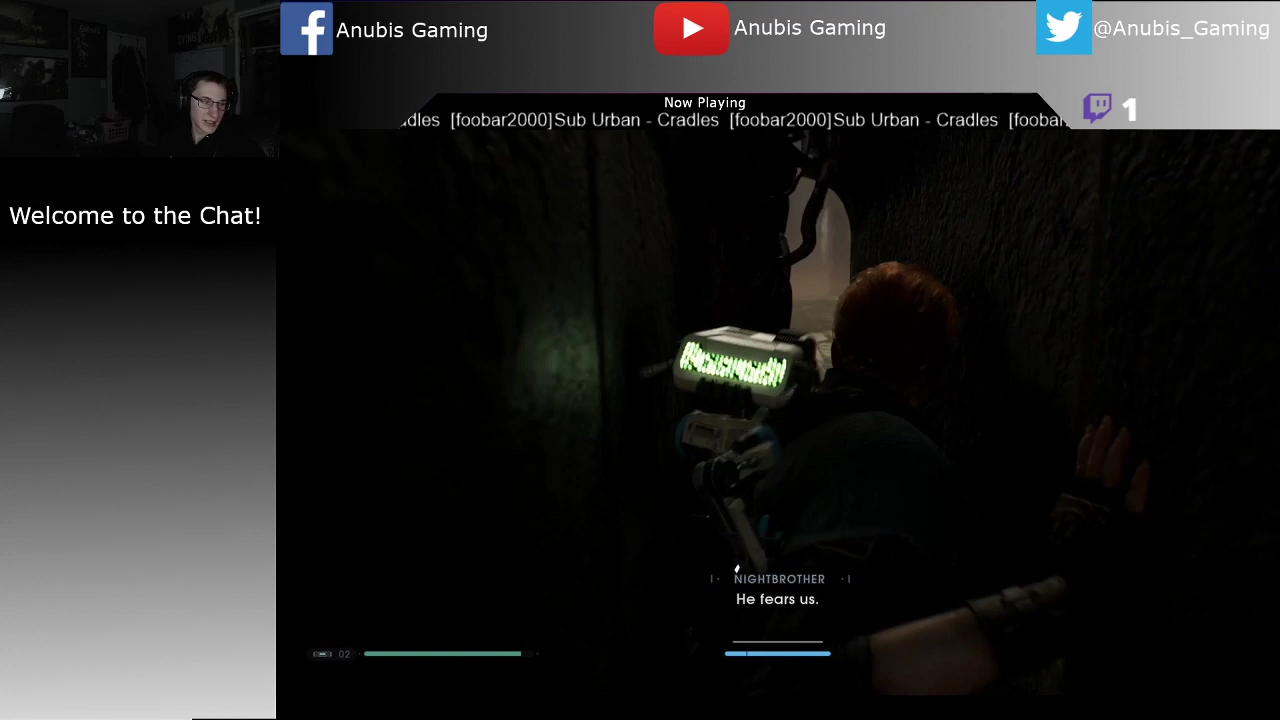 Anubis Gaming
Anubis Gaming
@Anubis_Gaming
Now Playing
dles [foobar2000]Sub Urban - Cradles [foobar2000]Sub Urban - Cradles [foobar
1
Welcome to the Chat!
NIGHTBROTHER
He fears us.
02